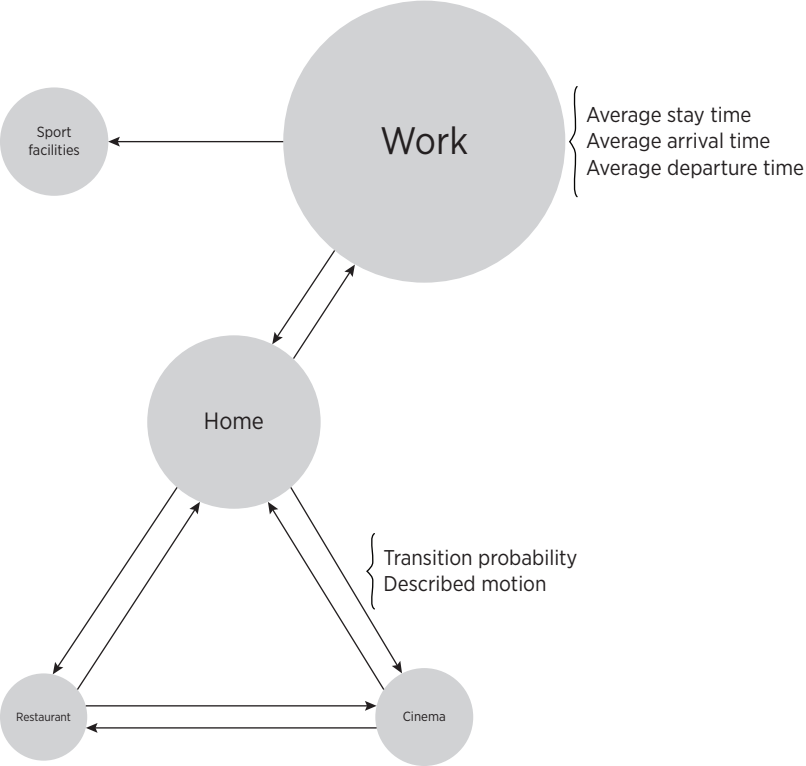 Sport
facilities
Work
Average stay time
Average arrival time
Average departure time
Home
Transition probability
Described motion
Restaurant
Cinema